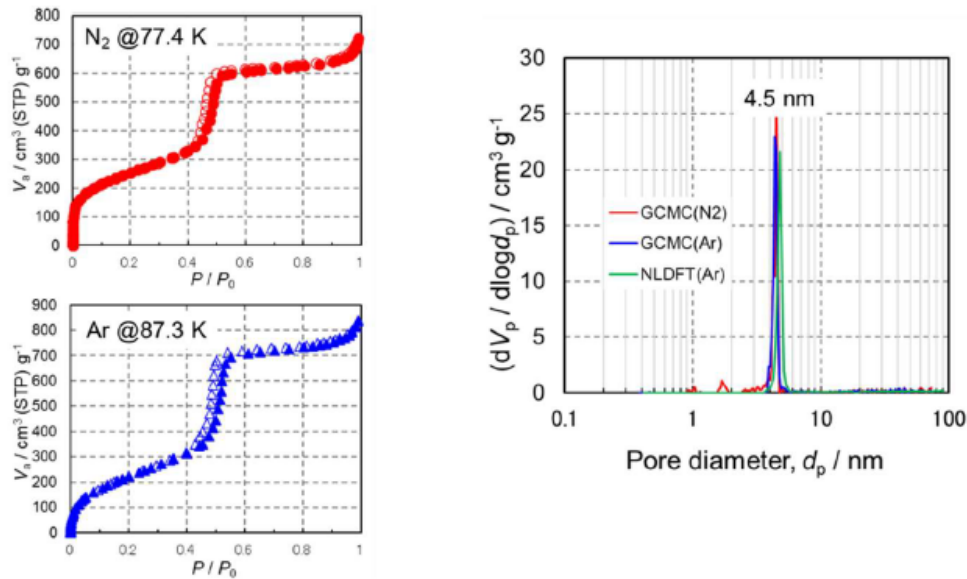 N₂ @77.4 K
800
700
600
500
400
300
200
100
0
Vₐ / cm³ (STP) g⁻¹
0 0.2 0.4 0.6 0.8 1
P / P₀
Ar @87.3 K
900
800
700
600
500
400
300
200
100
0
Vₐ / cm³ (STP) g⁻¹
0 0.2 0.4 0.6 0.8 1
P / P₀
30
25
20
15
10
5
0
(dVₚ / dlogdₚ) / cm³ g⁻¹
4.5 nm
GCMC(N2)
GCMC(Ar)
NLDFT(Ar)
0.1 1 10 100
Pore diameter, dₚ / nm